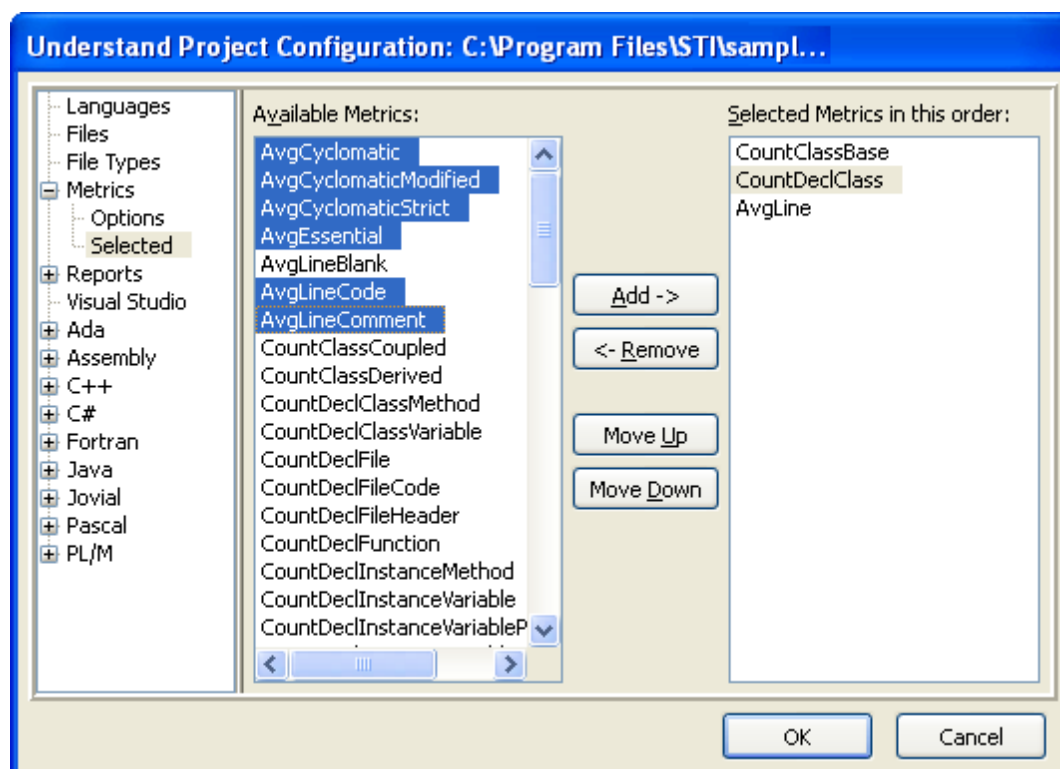 Understand Project Configuration: C:\Program Files\STI\sampl...
Languages
Files
File Types
Metrics
Options
Selected
Reports
Visual Studio
Ada
Assembly
C++
C#
Fortran
Java
Jovial
Pascal
PL/M
Available Metrics:
AvgCyclomatic
AvgCyclomaticModified
AvgCyclomaticStrict
AvgEssential
AvgLineBlank
AvgLineCode
AvgLineComment
CountClassCoupled
CountClassDerived
CountDeclClassMethod
CountDeclClassVariable
CountDeclFile
CountDeclFileCode
CountDeclFileHeader
CountDeclFunction
CountDeclInstanceMethod
CountDeclInstanceVariable
CountDeclInstanceVariableP
Add ->
<- Remove
Move Up
Move Down
Selected Metrics in this order:
CountClassBase
CountDeclClass
AvgLine
OK
Cancel